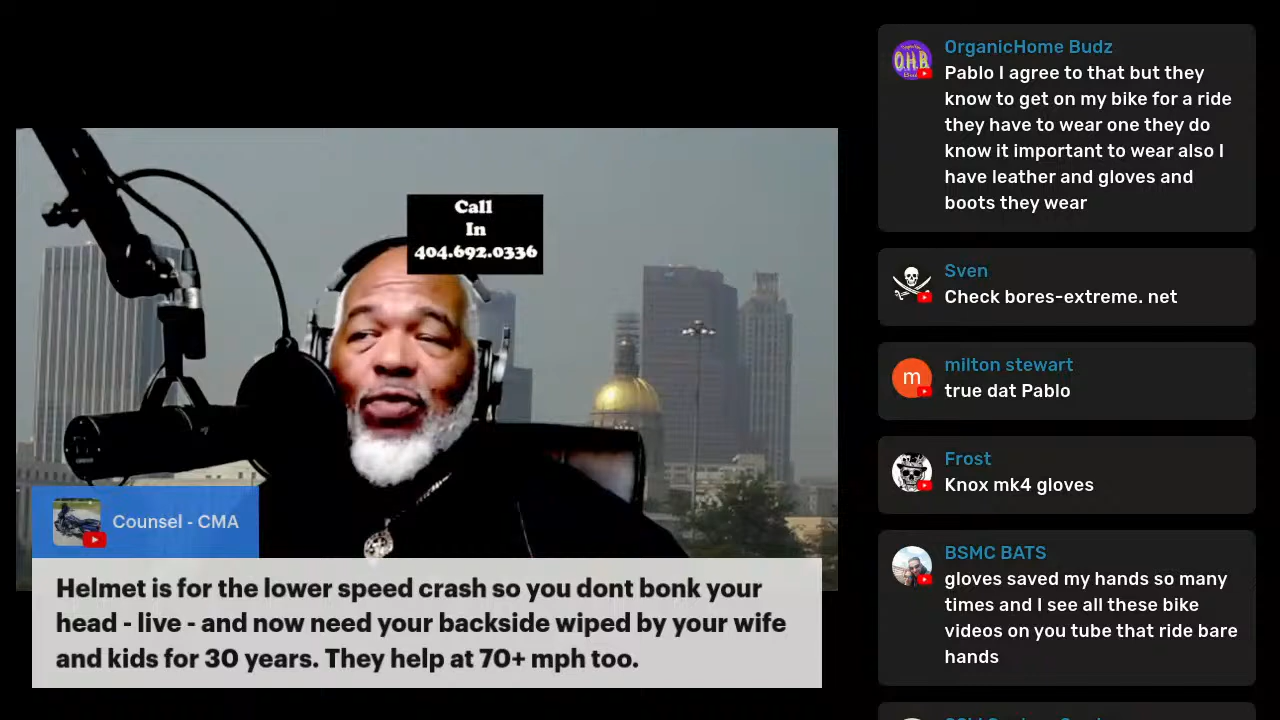 Call
In
404.692.0336
Counsel - CMA
Helmet is for the lower speed crash so you dont bonk your
head - live - and now need your backside wiped by your wife
and kids for 30 years. They help at 70+ mph too.
OrganicHome Budz
O.H.B
Pablo I agree to that but they
know to get on my bike for a ride
they have to wear one they do
know it important to wear also I
have leather and gloves and
boots they wear
Sven
Check bores-extreme. net
milton stewart
m
true dat Pablo
Frost
Knox mk4 gloves
BSMC BATS
gloves saved my hands so many
times and I see all these bike
videos on you tube that ride bare
hands